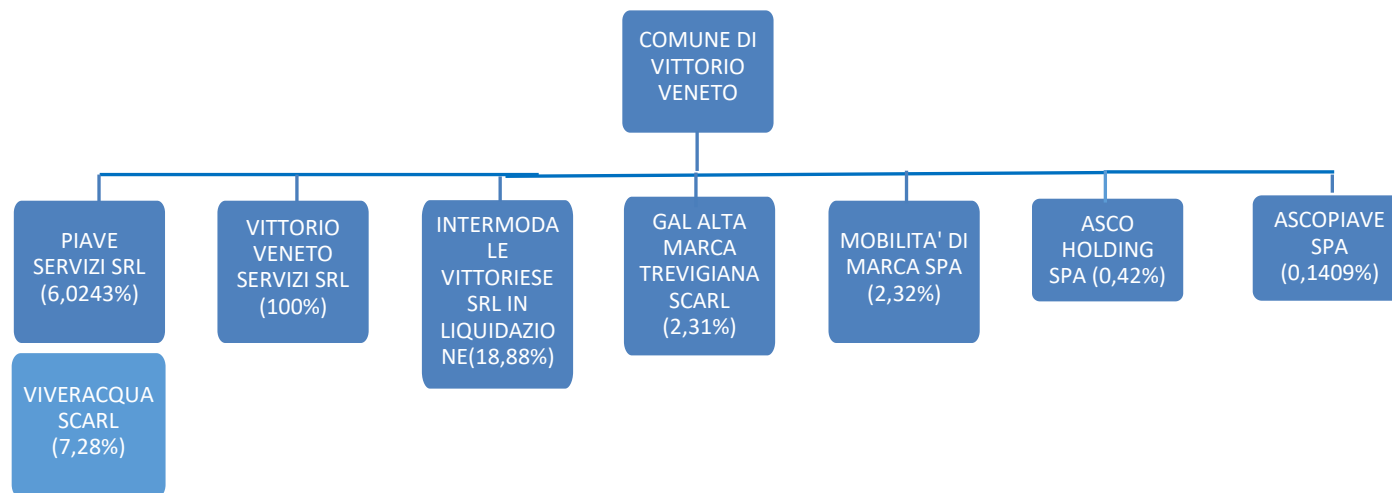 COMUNE DI
VITTORIO
VENETO
PIAVE
SERVIZI SRL
(6,0243%)
VITTORIO
VENETO
SERVIZI SRL
(100%)
INTERMODA
LE
VITTORIESE
SRL IN
LIQUIDAZIO
NE(18,88%)
GAL ALTA
MARCA
TREVIGIANA
SCARL
(2,31%)
MOBILITA' DI
MARCA SPA
(2,32%)
ASCO
HOLDING
SPA (0,42%)
ASCOPIAVE
SPA
(0,1409%)
VIVERACQUA
SCARL
(7,28%)